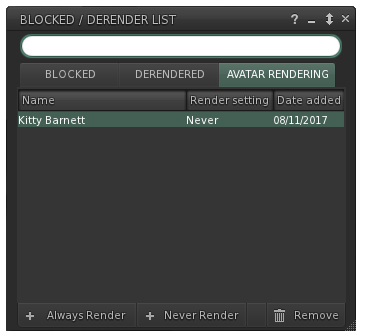 BLOCKED / DERENDER LIST ?
BLOCKED DERENDERED AVATAR RENDERING
Name Render setting Date added
Kitty Barnett Never 08/11/2017
+ Always Render + Never Render Remove